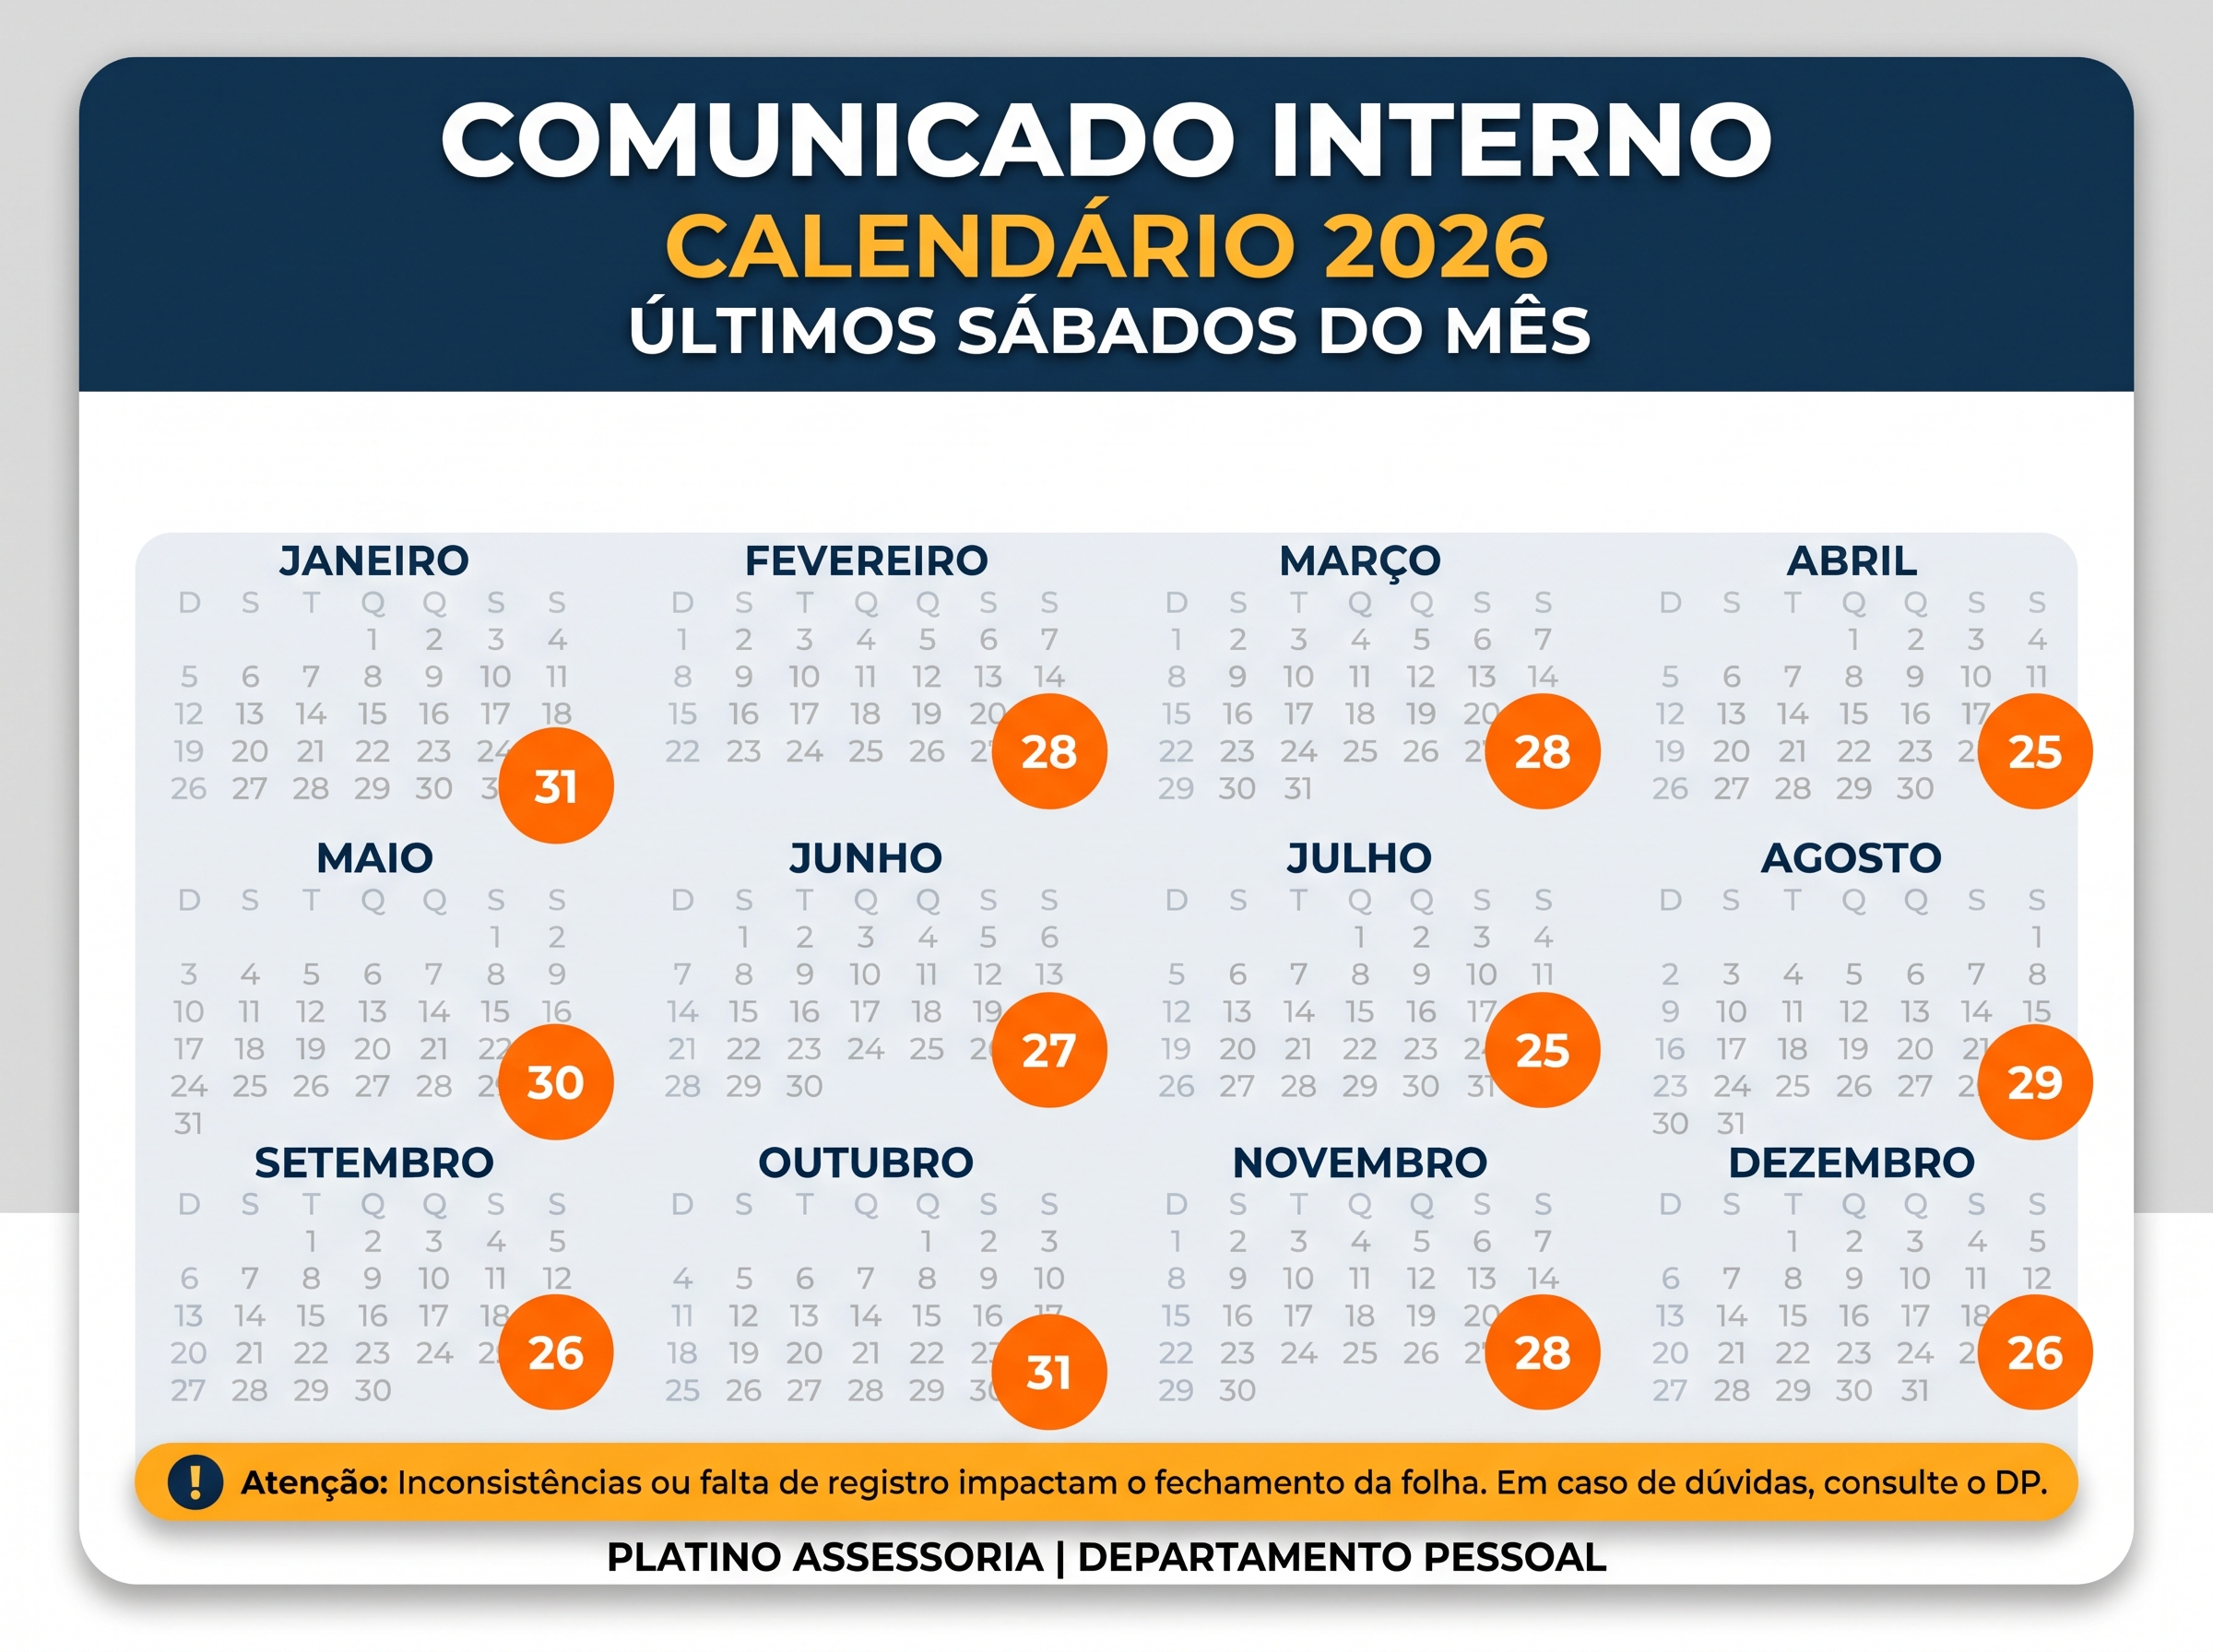 COMUNICADO INTERNO
CALENDÁRIO 2026
ÚLTIMOS SÁBADOS DO MÊS
JANEIRO
D S T Q Q S S
1 2 3 4
5 6 7 8 9 10 11
12 13 14 15 16 17 18
19 20 21 22 23 24
26 27 28 29 30 31
FEVEREIRO
D S T Q Q S S
1 2 3 4 5 6 7
8 9 10 11 12 13 14
15 16 17 18 19 20
22 23 24 25 26 28
MARÇO
D S T Q Q S S
1 2 3 4 5 6 7
8 9 10 11 12 13 14
15 16 17 18 19 20
22 23 24 25 26 28
29 30 31
ABRIL
D S T Q Q S S
1 2 3 4
5 6 7 8 9 10 11
12 13 14 15 16 17
19 20 21 22 23 25
26 27 28 29 30
MAIO
D S T Q Q S S
1 2
3 4 5 6 7 8 9
10 11 12 13 14 15 16
17 18 19 20 21 22
24 25 26 27 28 30
31
JUNHO
D S T Q Q S S
1 2 3 4 5 6
7 8 9 10 11 12 13
14 15 16 17 18 19
21 22 23 24 25 27
28 29 30
JULHO
D S T Q Q S S
1 2 3 4
5 6 7 8 9 10 11
12 13 14 15 16 17
19 20 21 22 23 25
26 27 28 29 30 31
AGOSTO
D S T Q Q S S
1
2 3 4 5 6 7 8
9 10 11 12 13 14 15
16 17 18 19 20 21
23 24 25 26 27 29
30 31
SETEMBRO
D S T Q Q S S
1 2 3 4 5
6 7 8 9 10 11 12
13 14 15 16 17 18
20 21 22 23 24 26
27 28 29 30
OUTUBRO
D S T Q Q S S
1 2 3
4 5 6 7 8 9 10
11 12 13 14 15 16 17
18 19 20 21 22
25 26 27 28 29 30 31
NOVEMBRO
D S T Q Q S S
1 2 3 4 5 6 7
8 9 10 11 12 13 14
15 16 17 18 19 20
22 23 24 25 26 28
29 30
DEZEMBRO
D S T Q Q S S
1 2 3 4 5
6 7 8 9 10 11 12
13 14 15 16 17 18
20 21 22 23 24 26
27 28 29 30 31
! Atenção: Inconsistências ou falta de registro impactam o fechamento da folha. Em caso de dúvidas, consulte o DP.
PLATINO ASSESSORIA | DEPARTAMENTO PESSOAL